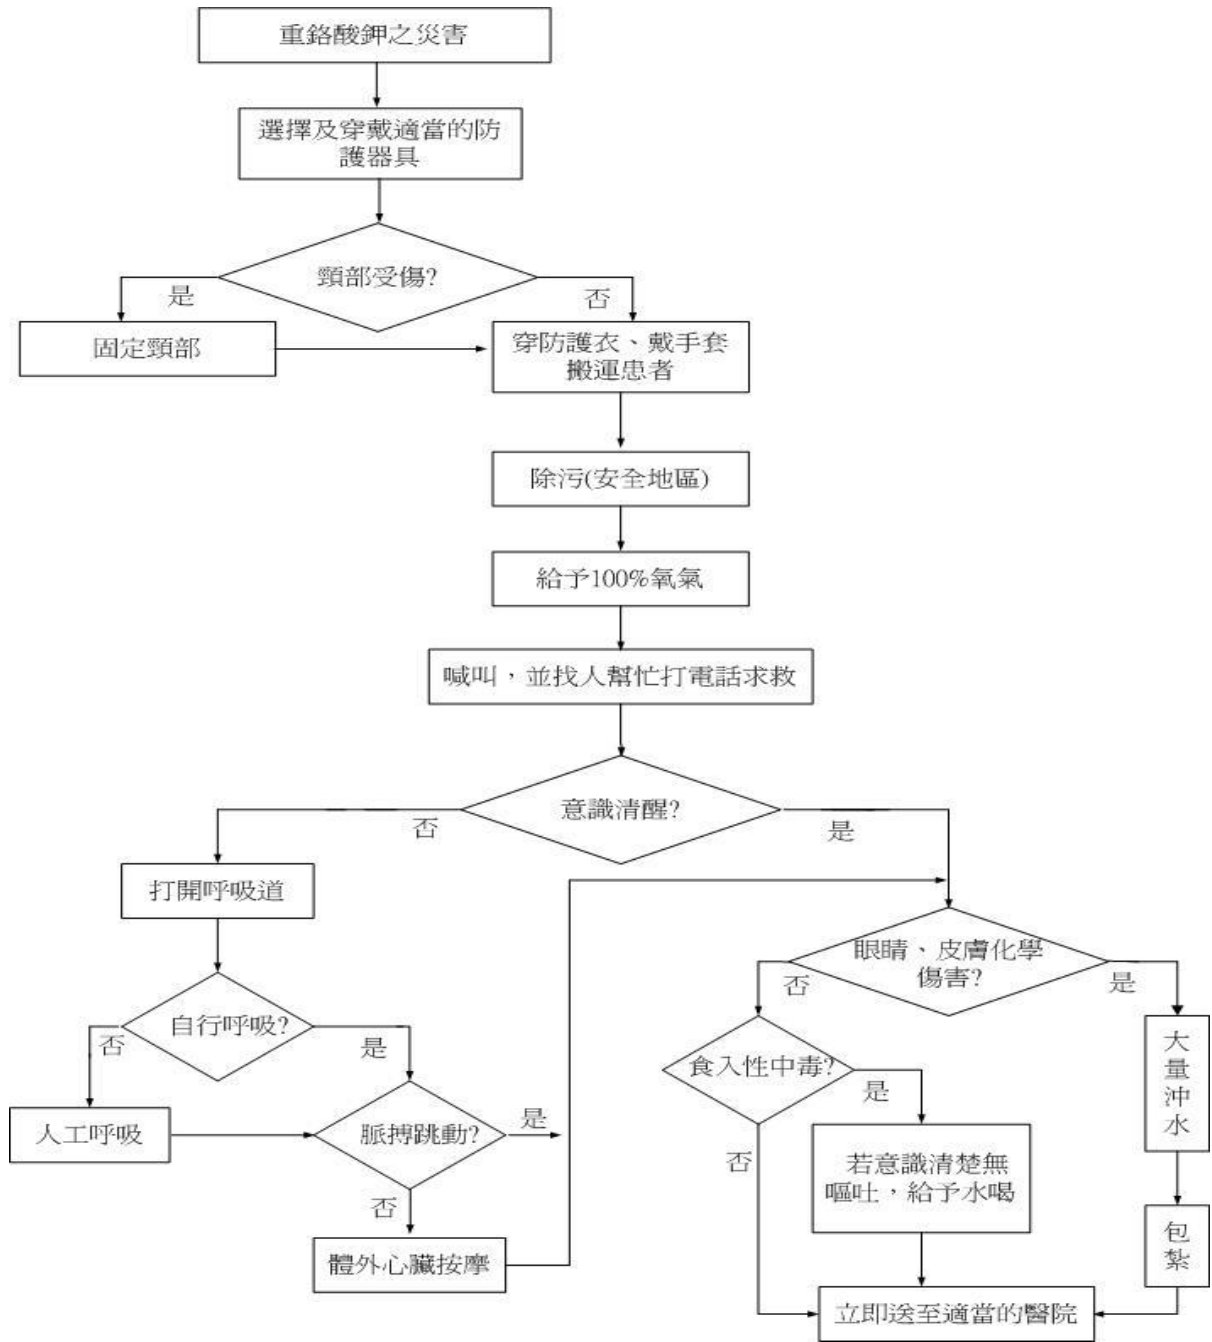 重鉻酸鉀之災害
選擇及穿戴適當的防
護器具
頸部受傷?
是
否
固定頸部
穿防護衣、戴手套
搬運患者
除污(安全地區)
給予100%氧氣
喊叫，並找人幫忙打電話求救
意識清醒?
否
是
打開呼吸道
眼睛、皮膚化學
傷害?
否
是
自行呼吸?
否
是
大
量
沖
水
食入性中毒?
是
否
人工呼吸
脈搏跳動?
是
否
若意識清楚無
嘔吐，給予水喝
體外心臟按摩
包
紮
立即送至適當的醫院